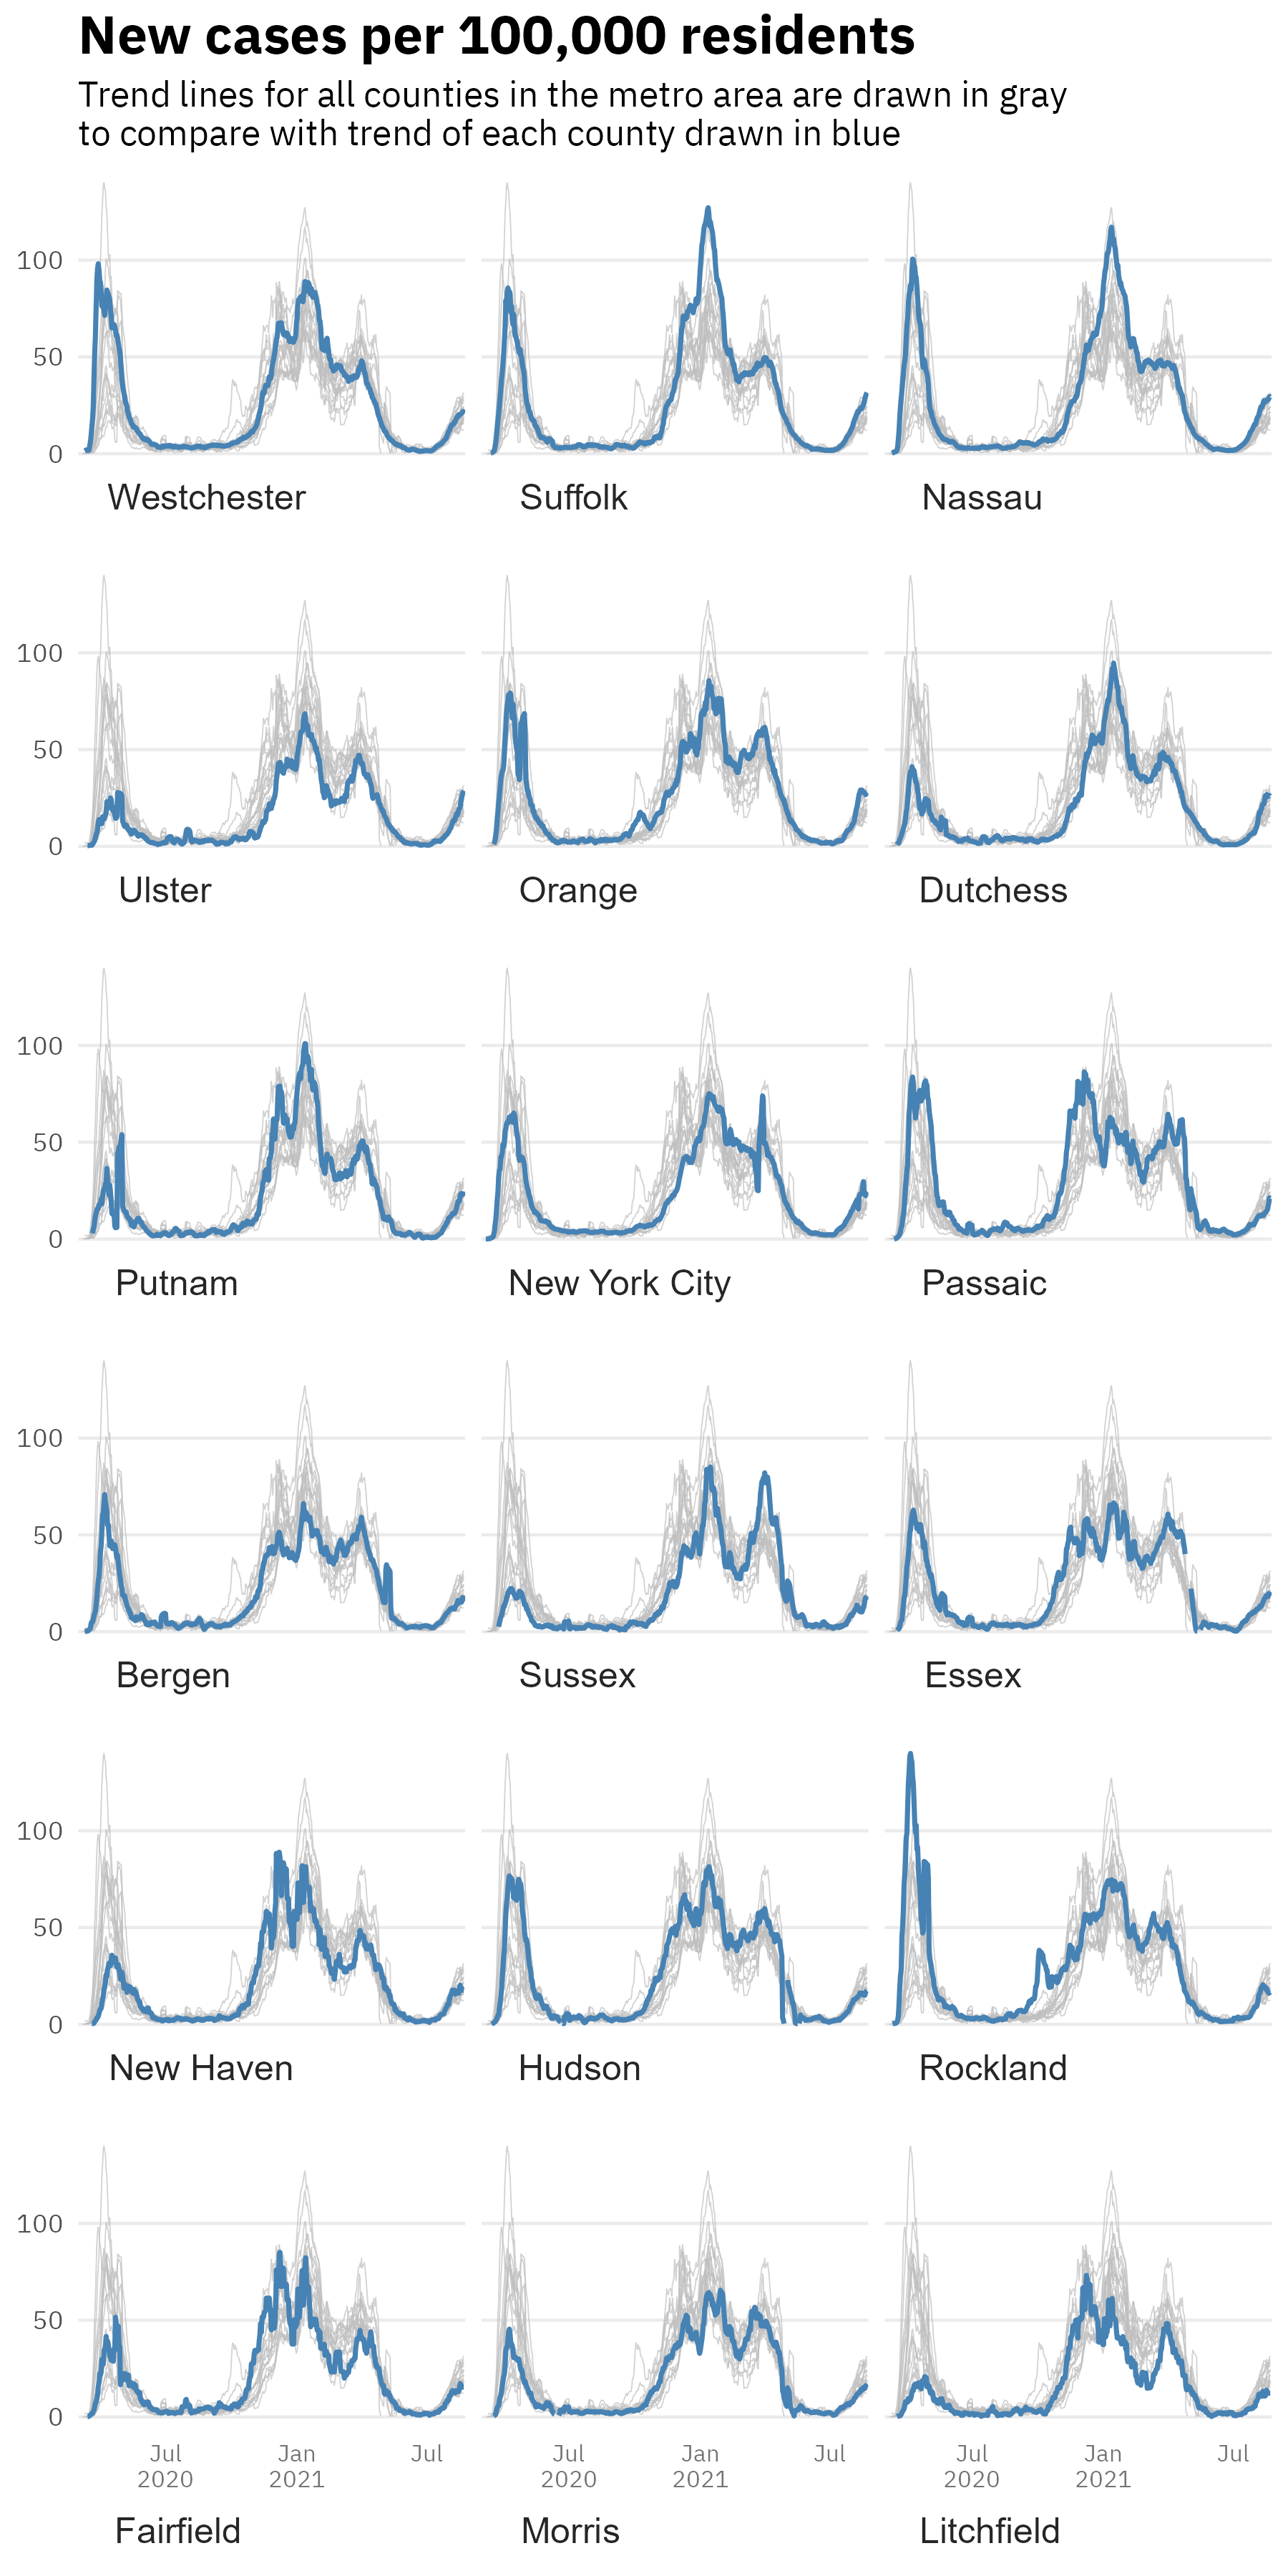 New cases per 100,000 residents
Trend lines for all counties in the metro area are drawn in gray
to compare with trend of each county drawn in blue
100
50
0
Westchester Suffolk Nassau
100
50
0
Ulster Orange Dutchess
100
50
0
Putnam New York City Passaic
100
50
0
Bergen Sussex Essex
100
50
0
New Haven Hudson Rockland
100
50
0
Jul Jan Jul Jul Jan Jul Jul Jan Jul
2020 2021 2020 2021 2020 2021
Fairfield Morris Litchfield